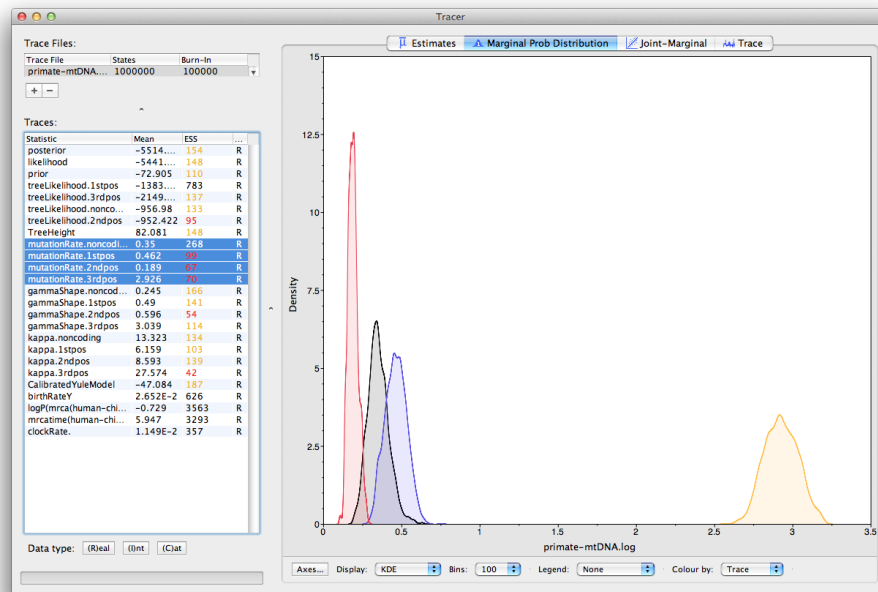 Tracer
Trace Files:
Trace File States Burn-In
primate-mtDNA.... 1000000 100000
+ −
Traces:
Statistic Mean ESS ...
posterior -5514.... 154 R
likelihood -5441.... 148 R
prior -72.905 110 R
treeLikelihood.1stpos -1383.... 783 R
treeLikelihood.3rdpos -2149.... 137 R
treeLikelihood.nonco... -956.98 133 R
treeLikelihood.2ndpos -952.422 95 R
TreeHeight 82.081 148 R
mutationRate.noncodi... 0.35 268 R
mutationRate.1stpos 0.462 99 R
mutationRate.2ndpos 0.189 67 R
mutationRate.3rdpos 2.926 70 R
gammaShape.noncod... 0.245 166 R
gammaShape.1stpos 0.49 141 R
gammaShape.2ndpos 0.596 54 R
gammaShape.3rdpos 3.039 114 R
kappa.noncoding 13.323 134 R
kappa.1stpos 6.159 103 R
kappa.2ndpos 8.593 139 R
kappa.3rdpos 27.574 42 R
CalibratedYuleModel -47.084 187 R
birthRateY 2.652E-2 626 R
logP(mrca(human-chi... -0.729 3563 R
mrcatime(human-chi... 5.947 3293 R
clockRate. 1.149E-2 357 R
Data type: (R)eal (I)nt (C)at
Estimates Marginal Prob Distribution Joint-Marginal Trace
15
12.5
10
7.5
5
2.5
0
Density
0 0.5 1 1.5 2 2.5 3 3.5
primate-mtDNA.log
Axes... Display: KDE Bins: 100 Legend: None Colour by: Trace